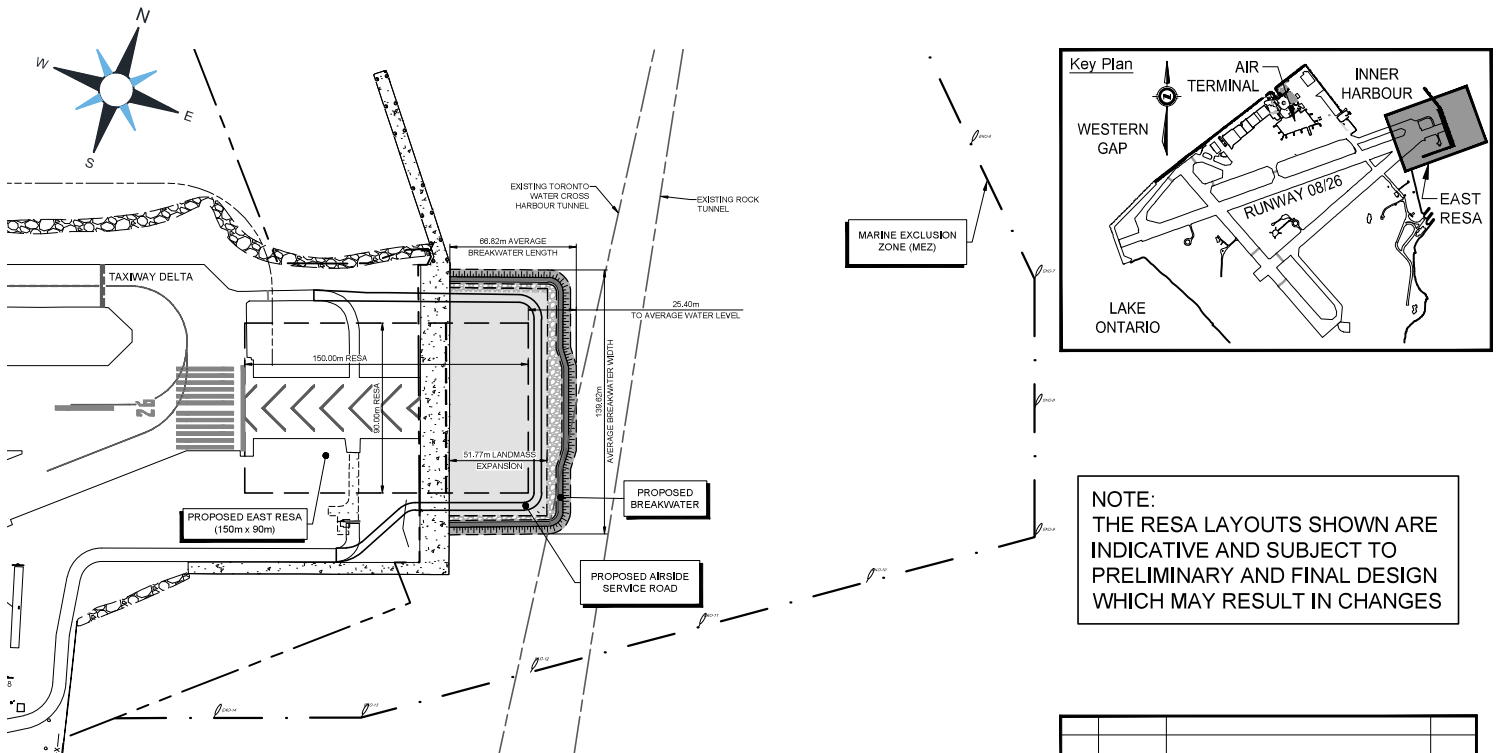 N
W
E
S
EXISTING TORONTO
WATER CROSS
HARBOUR TUNNEL
EXISTING ROCK
TUNNEL
66.82m AVERAGE
BREAKWATER LENGTH
MARINE EXCLUSION
ZONE (MEZ)
TAXIWAY DELTA
25.40m
TO AVERAGE WATER LEVEL
150.00m RESA
90.00m RESA
139.62m
AVERAGE BREAKWATER WIDTH
26
51.77m LANDMASS
EXPANSION
PROPOSED EAST RESA
(150m x 90m)
PROPOSED
BREAKWATER
PROPOSED AIRSIDE
SERVICE ROAD
Key Plan
AIR
TERMINAL
INNER
HARBOUR
WESTERN
GAP
RUNWAY 08/26
EAST
RESA
LAKE
ONTARIO
NOTE:
THE RESA LAYOUTS SHOWN ARE
INDICATIVE AND SUBJECT TO
PRELIMINARY AND FINAL DESIGN
WHICH MAY RESULT IN CHANGES